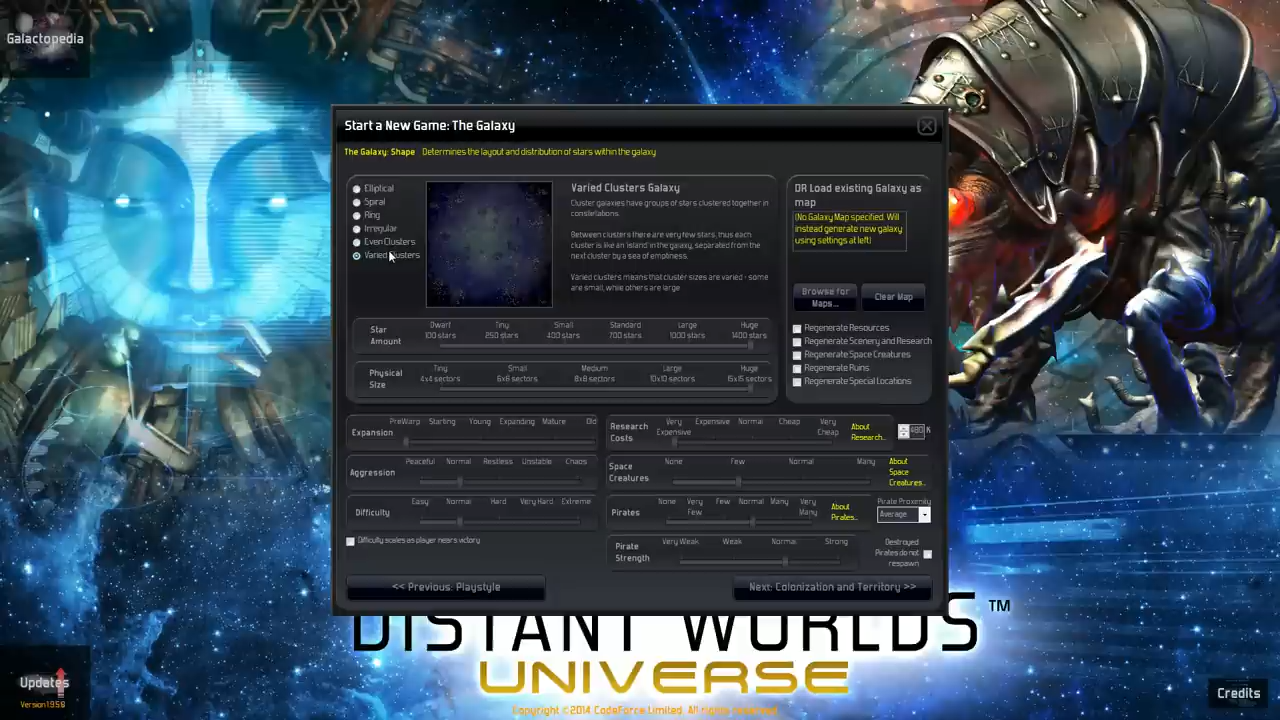 Galactopedia
Start a New Game: The Galaxy
The Galaxy: Shape Determines the layout and distribution of stars within the galaxy
Elliptical
Spiral
Ring
Irregular
Even Clusters
Varied Clusters
Varied Clusters Galaxy
Cluster galaxies have groups of stars clustered together in
constellations.
Between clusters there are very few stars, thus each
cluster is like an island in the galaxy, separated from the
next cluster by a sea of emptiness.
Varied clusters means that cluster sizes are varied - some
are small, while others are large
OR Load existing Galaxy as
map
(No Galaxy Map specified. Will
instead generate new galaxy
using settings at left)
Browse for
Maps...
Clear Map
Regenerate Resources
Regenerate Scenery and Research
Regenerate Space Creatures
Regenerate Ruins
Regenerate Special Locations
Star
Amount
Dwarf Tiny Small Standard Large Huge
100 stars 250 stars 400 stars 700 stars 1000 stars 1400 stars
Physical
Size
Tiny Small Medium Large Huge
4x4 sectors 6x6 sectors 8x8 sectors 10x10 sectors 15x15 sectors
Expansion
PreWarp Starting Young Expanding Mature Old
Aggression
Peaceful Normal Restless Unstable Chaos
Difficulty
Easy Normal Hard Very Hard Extreme
Difficulty scales as player nears victory
Research
Costs
Very Expensive Normal Cheap Very
Expensive Cheap
About
Research...
480 K
Space
Creatures
None Few Normal Many
About
Space
Creatures...
Pirates
None Very Few Normal Many Very
Few Many
About
Pirates...
Pirate Proximity
Average
Pirate
Strength
Very Weak Weak Normal Strong
Destroyed
Pirates do not
respawn
<< Previous: Playstyle
Next: Colonization and Territory >>
DISTANT WORLDS™
UNIVERSE
Copyright ©2014 CodeForce Limited. All rights reserved.
Updates
Version 1.9.5.8
Credits